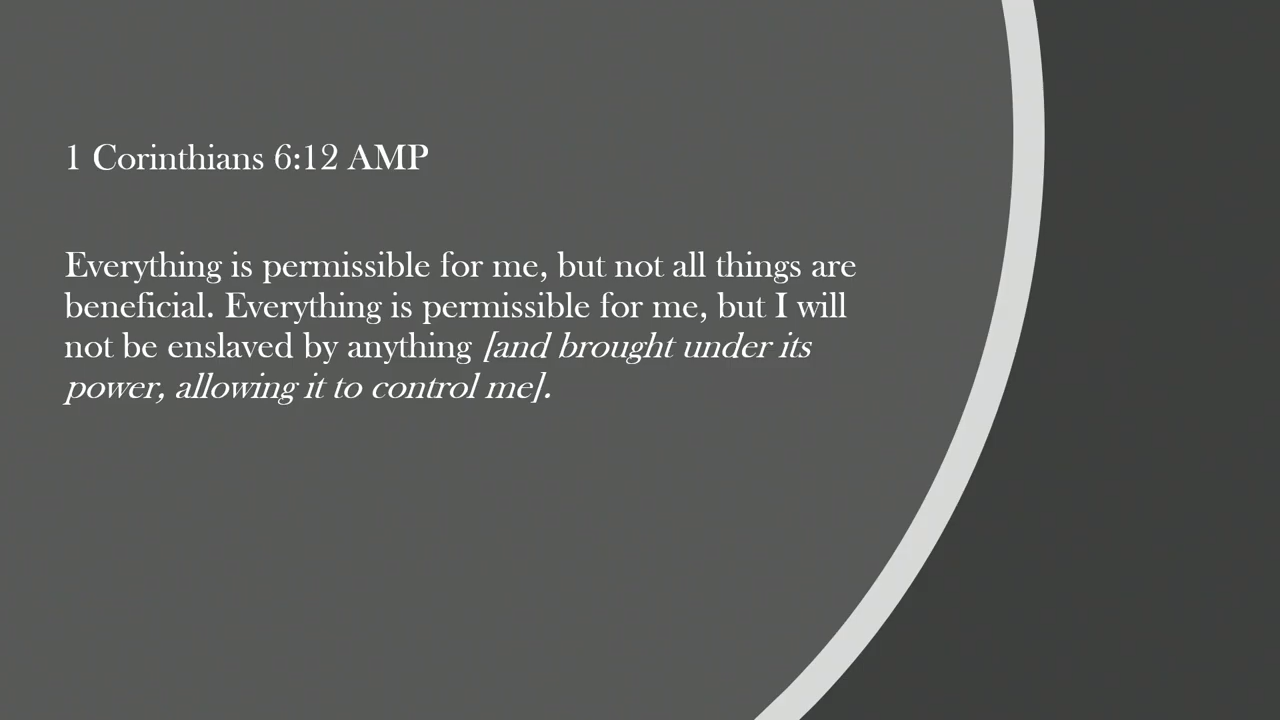 1 Corinthians 6:12 AMP
Everything is permissible for me, but not all things are
beneficial. Everything is permissible for me, but I will
not be enslaved by anything [and brought under its
power, allowing it to control me].